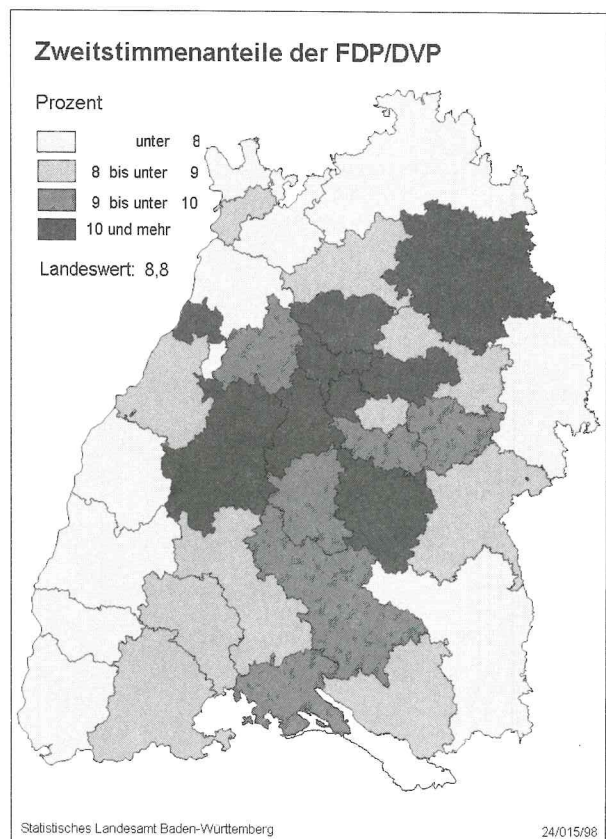 Zweitstimmenanteile der FDP/DVP
Prozent
unter 8
8 bis unter 9
9 bis unter 10
10 und mehr
Landeswert: 8,8
Statistisches Landesamt Baden-Württemberg
24/015/98